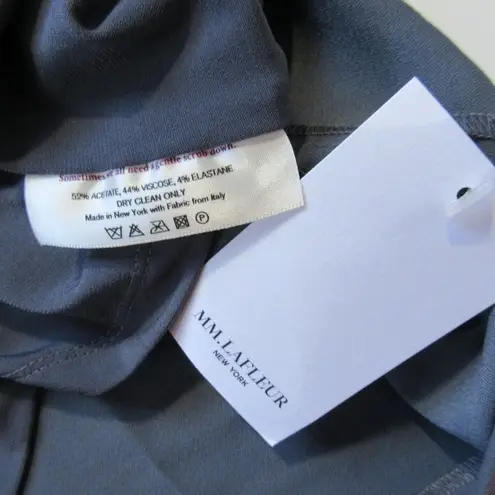 Sometimes we all need a gentle scrub down.
52% ACETATE, 44% VISCOSE, 4% ELASTANE
DRY CLEAN ONLY
Made in New York with Fabric from Italy
P
MM.LAFLEUR
NEW YORK